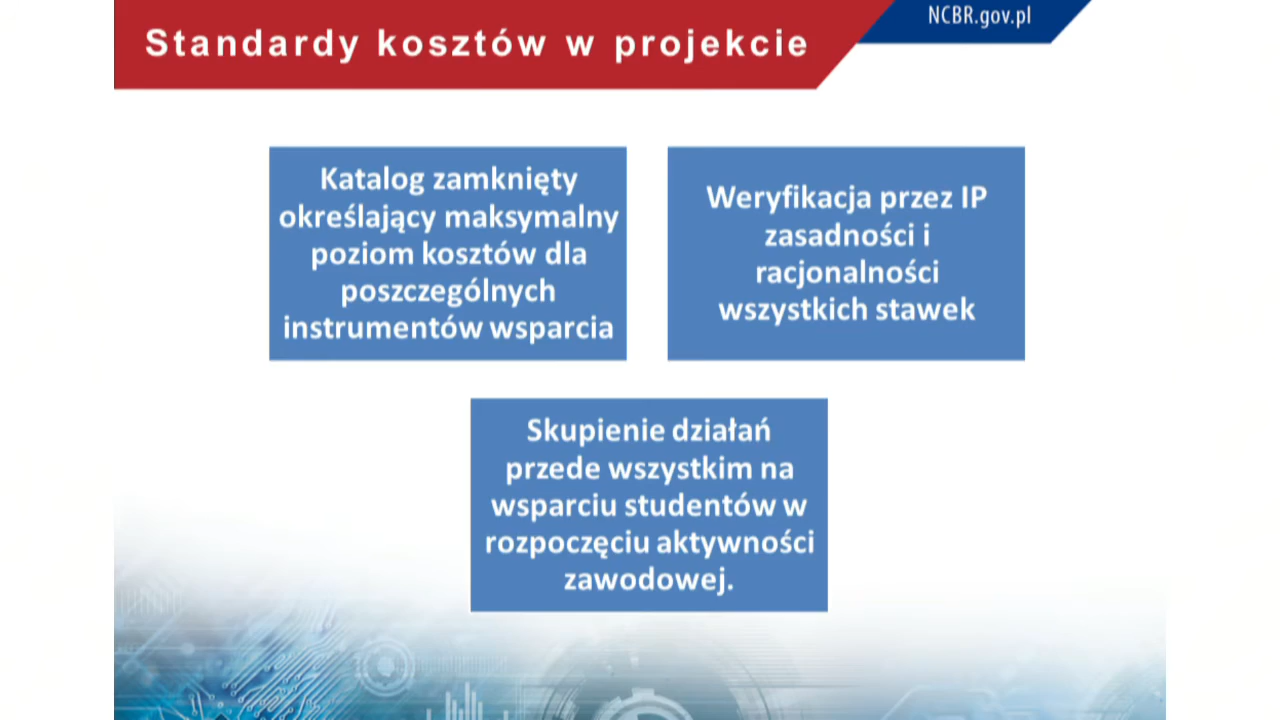 Standardy kosztów w projekcie
NCBR.gov.pl
Katalog zamknięty
określający maksymalny
poziom kosztów dla
poszczególnych
instrumentów wsparcia
Weryfikacja przez IP
zasadności i
racjonalności
wszystkich stawek
Skupienie działań
przede wszystkim na
wsparciu studentów w
rozpoczęciu aktywności
zawodowej.